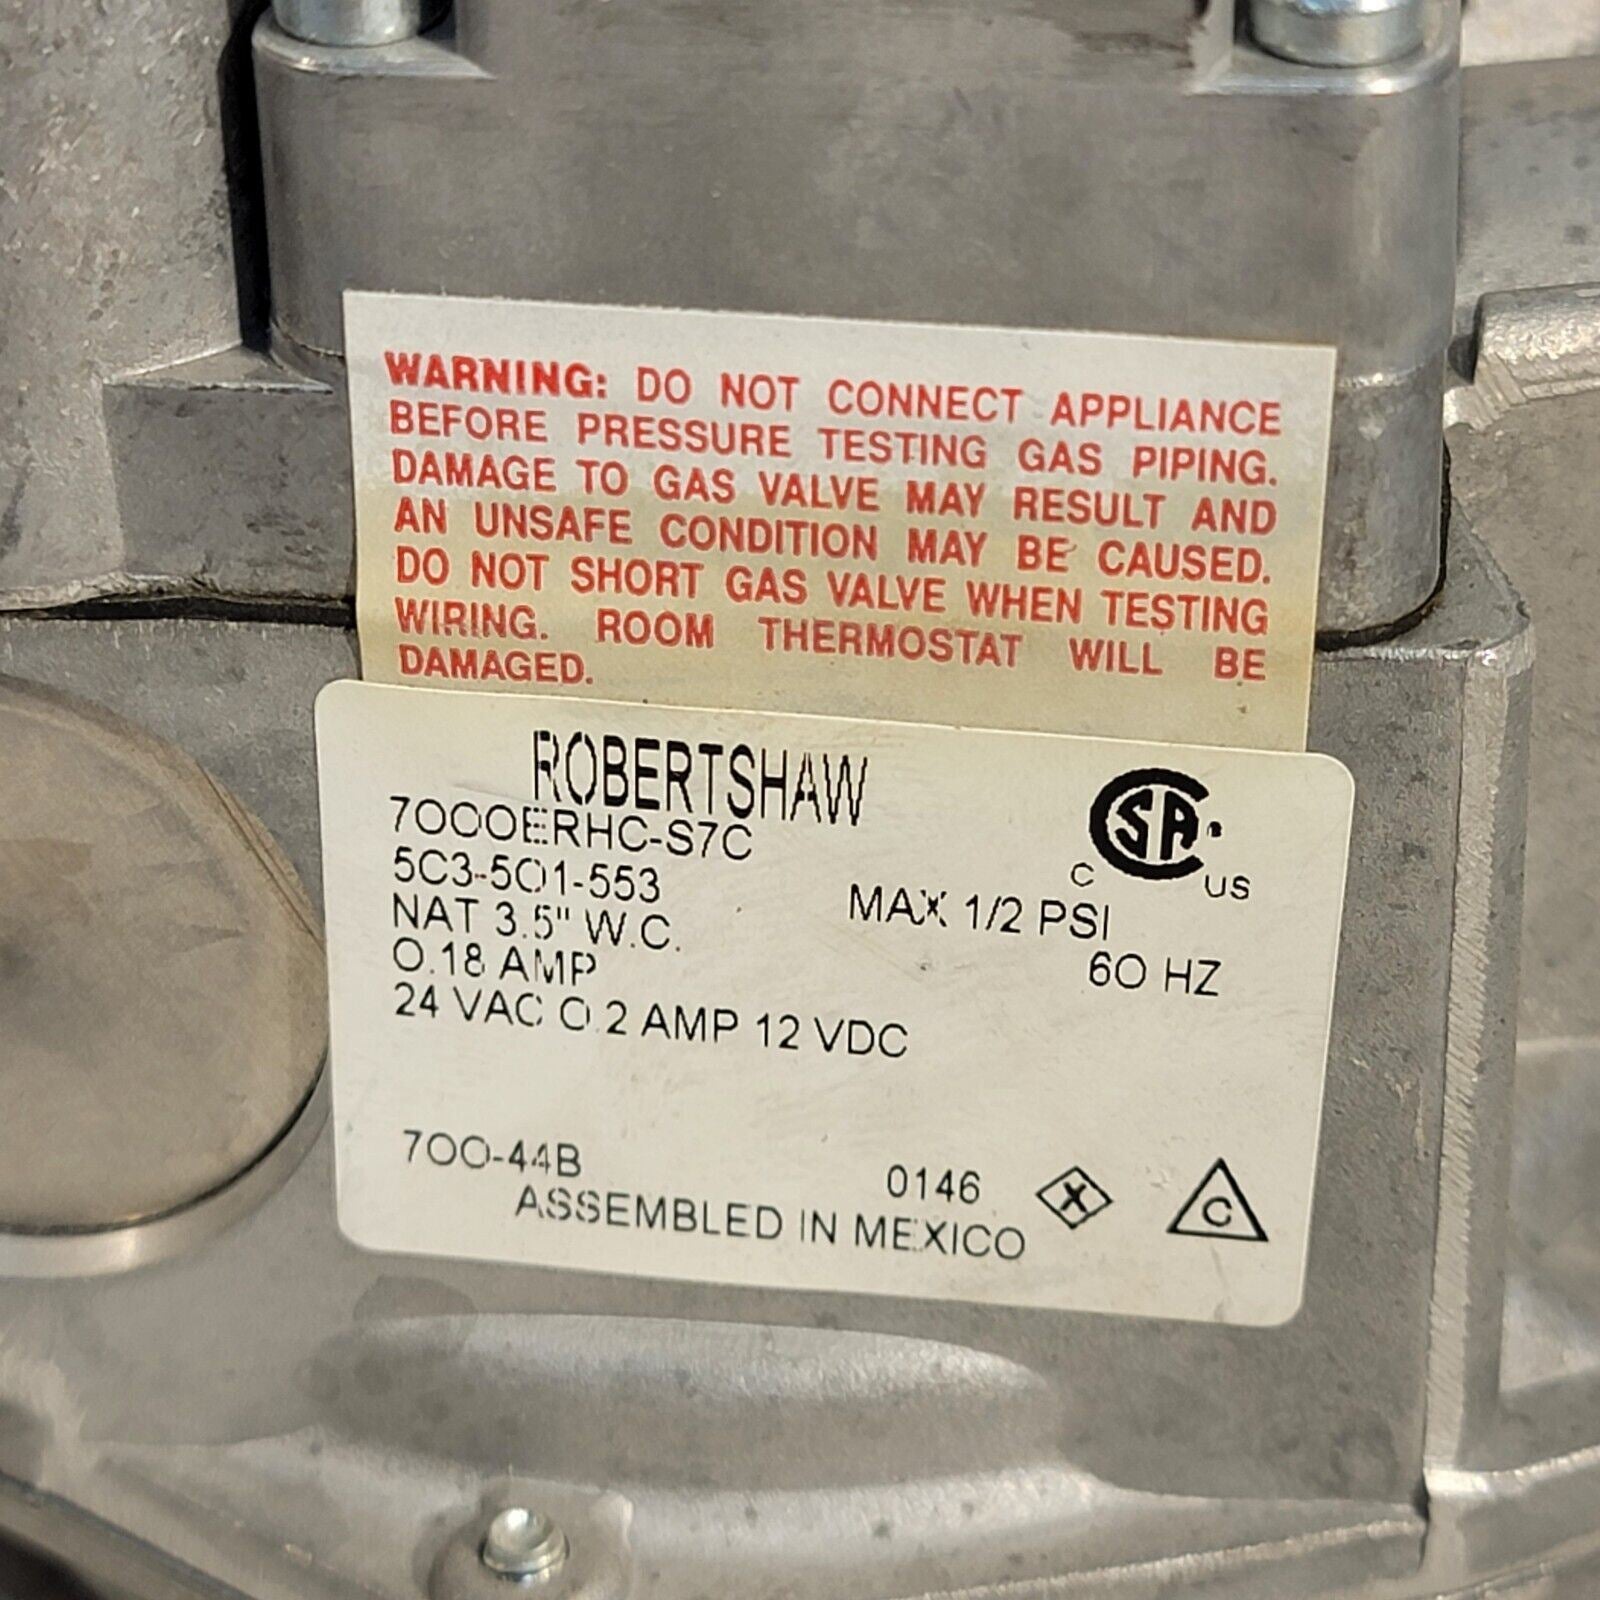 WARNING: DO NOT CONNECT APPLIANCE
BEFORE PRESSURE TESTING GAS PIPING.
DAMAGE TO GAS VALVE MAY RESULT AND
AN UNSAFE CONDITION MAY BE CAUSED.
DO NOT SHORT GAS VALVE WHEN TESTING
WIRING. ROOM THERMOSTAT WILL BE
DAMAGED.
ROBERTSHAW
7000ERHC-S7C
C SA ® US
5C3-501-553
NAT 3.5" W.C. MAX 1/2 PSI
0.18 AMP 60 HZ
24 VAC 0.2 AMP 12 VDC
700-44B 0146 X C
ASSEMBLED IN MEXICO